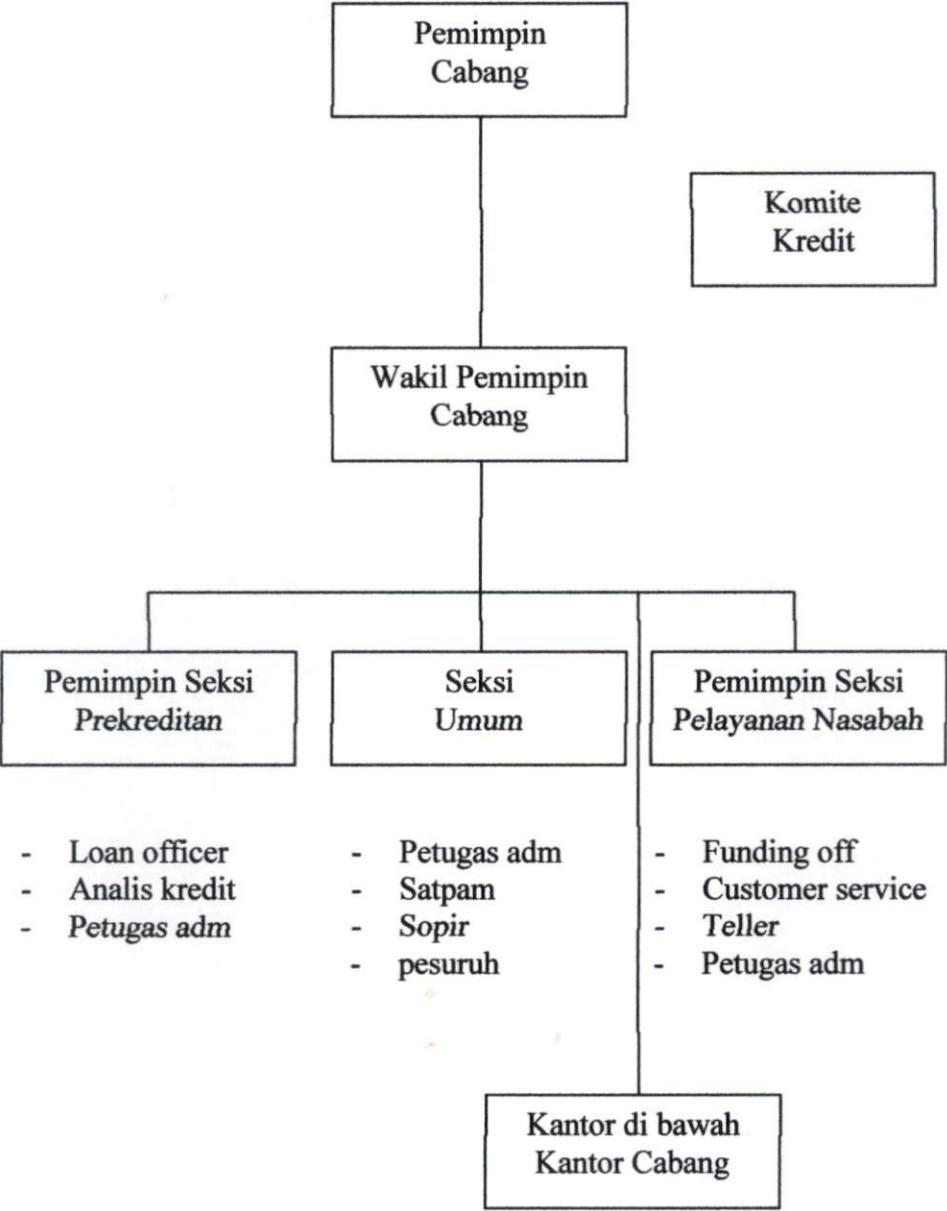 Pemimpin
Cabang
Komite
Kredit
Wakil Pemimpin
Cabang
Pemimpin Seksi
Prekreditan
Seksi
Umum
Pemimpin Seksi
Pelayanan Nasabah
- Loan officer
- Analis kredit
- Petugas adm
- Petugas adm
- Satpam
- Sopir
- pesuruh
- Funding off
- Customer service
- Teller
- Petugas adm
Kantor di bawah
Kantor Cabang